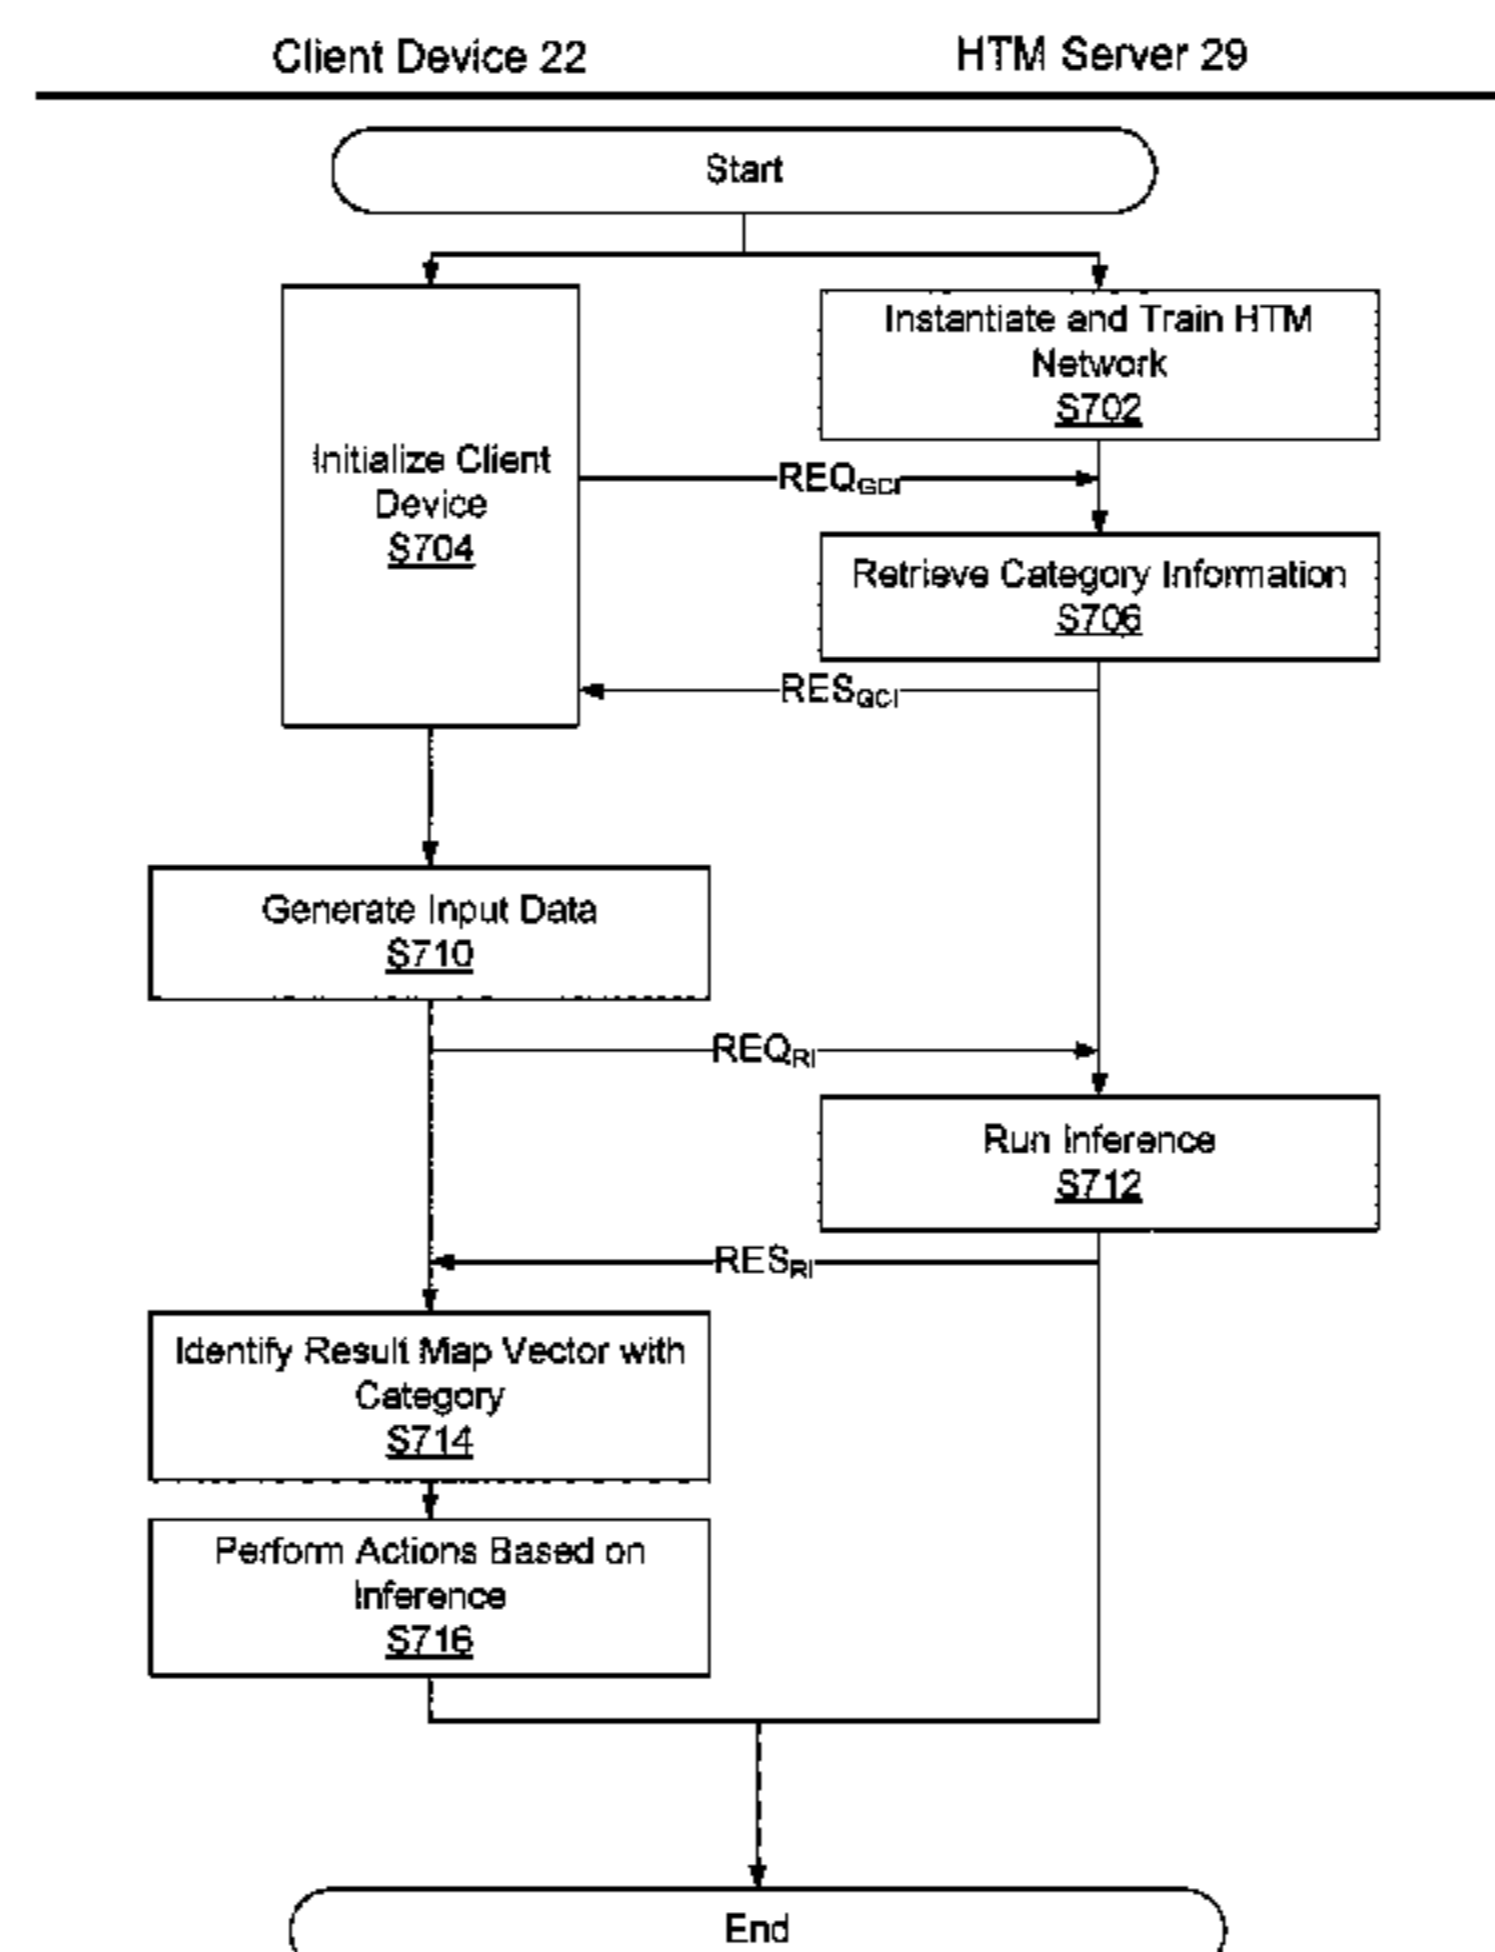 Client Device 22
HTM Server 29
Start
Instantiate and Train HTM
Network
S702
Initialize Client
Device
S704
REQGCI
Retrieve Category Information
S706
RESGCI
Generate Input Data
S710
REQRI
Run Inference
S712
RESRI
Identify Result Map Vector with
Category
S714
Perform Actions Based on
Inference
S716
End